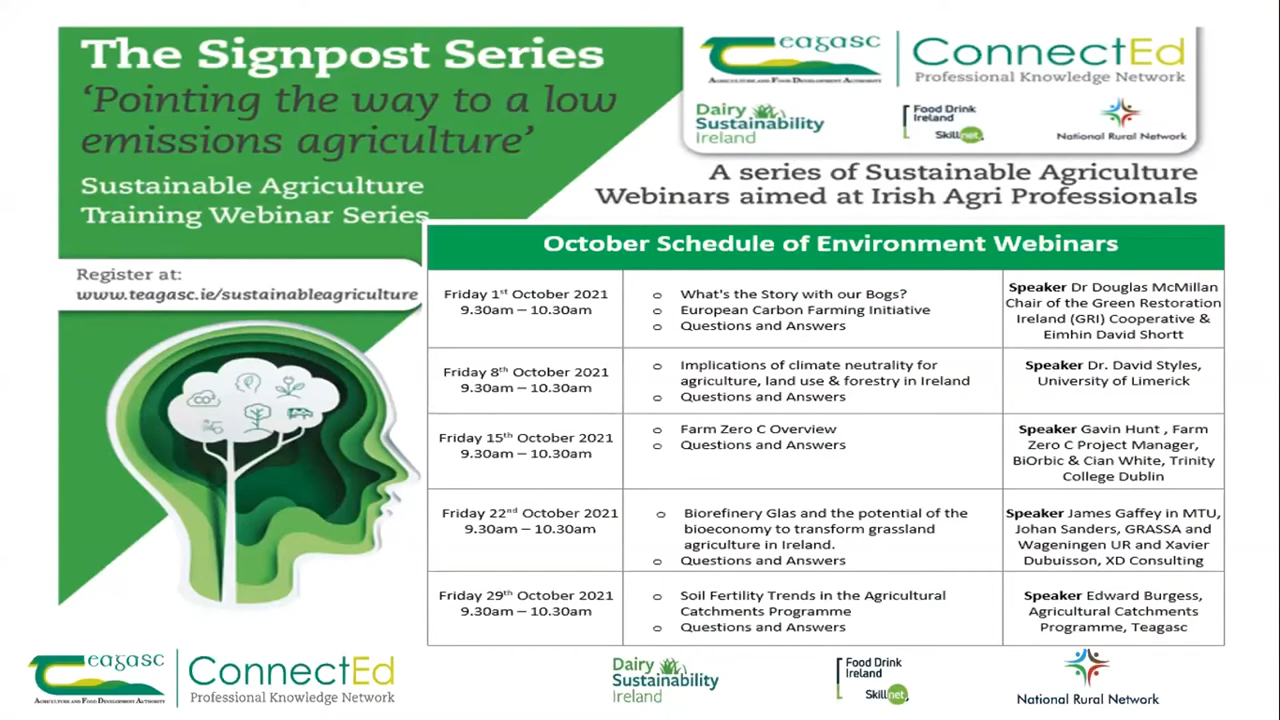 The Signpost Series
‘Pointing the way to a low
emissions agriculture’
Sustainable Agriculture
Training Webinar Series
Register at:
www.teagasc.ie/sustainableagriculture
Teagasc
AGRICULTURE AND FOOD DEVELOPMENT AUTHORITY
ConnectEd
Professional Knowledge Network
Dairy
Sustainability
Ireland
Food Drink
Ireland
Skillnet
National Rural Network
A series of Sustainable Agriculture
Webinars aimed at Irish Agri Professionals
October Schedule of Environment Webinars
Friday 1st October 2021
9.30am – 10.30am
What's the Story with our Bogs?
European Carbon Farming Initiative
Questions and Answers
Speaker Dr Douglas McMillan
Chair of the Green Restoration
Ireland (GRI) Cooperative &
Eimhin David Shortt
Friday 8th October 2021
9.30am – 10.30am
Implications of climate neutrality for
agriculture, land use & forestry in Ireland
Questions and Answers
Speaker Dr. David Styles,
University of Limerick
Friday 15th October 2021
9.30am – 10.30am
Farm Zero C Overview
Questions and Answers
Speaker Gavin Hunt , Farm
Zero C Project Manager,
BiOrbic & Cian White, Trinity
College Dublin
Friday 22nd October 2021
9.30am – 10.30am
Biorefinery Glas and the potential of the
bioeconomy to transform grassland
agriculture in Ireland.
Questions and Answers
Speaker James Gaffey in MTU,
Johan Sanders, GRASSA and
Wageningen UR and Xavier
Dubuisson, XD Consulting
Friday 29th October 2021
9.30am – 10.30am
Soil Fertility Trends in the Agricultural
Catchments Programme
Questions and Answers
Speaker Edward Burgess,
Agricultural Catchments
Programme, Teagasc
CO2
Teagasc
AGRICULTURE AND FOOD DEVELOPMENT AUTHORITY
ConnectEd
Professional Knowledge Network
Dairy
Sustainability
Ireland
Food Drink
Ireland
Skillnet
National Rural Network